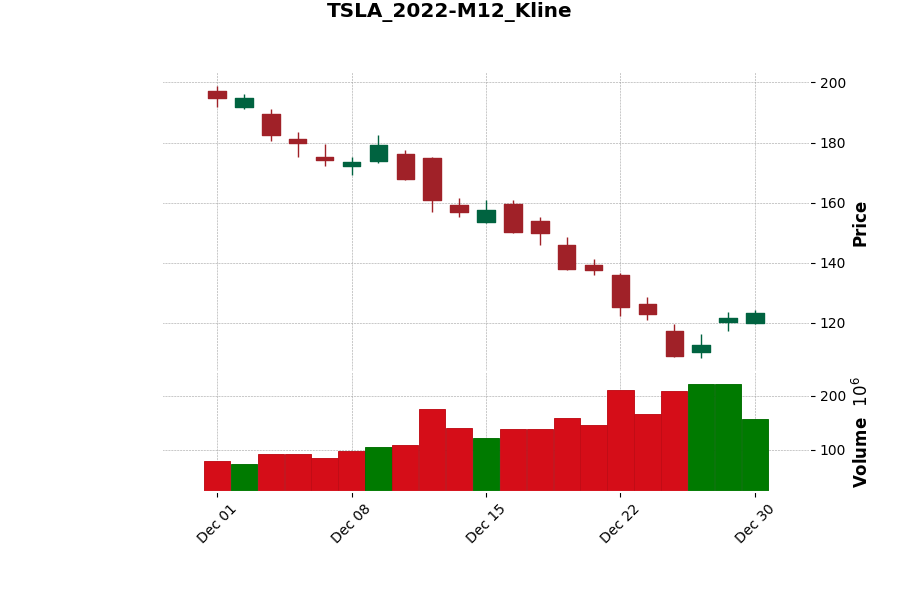 TSLA_2022-M12_Kline
200
180
160
140
120
Price
200
100
Volume 10^6
Dec 01
Dec 08
Dec 15
Dec 22
Dec 30